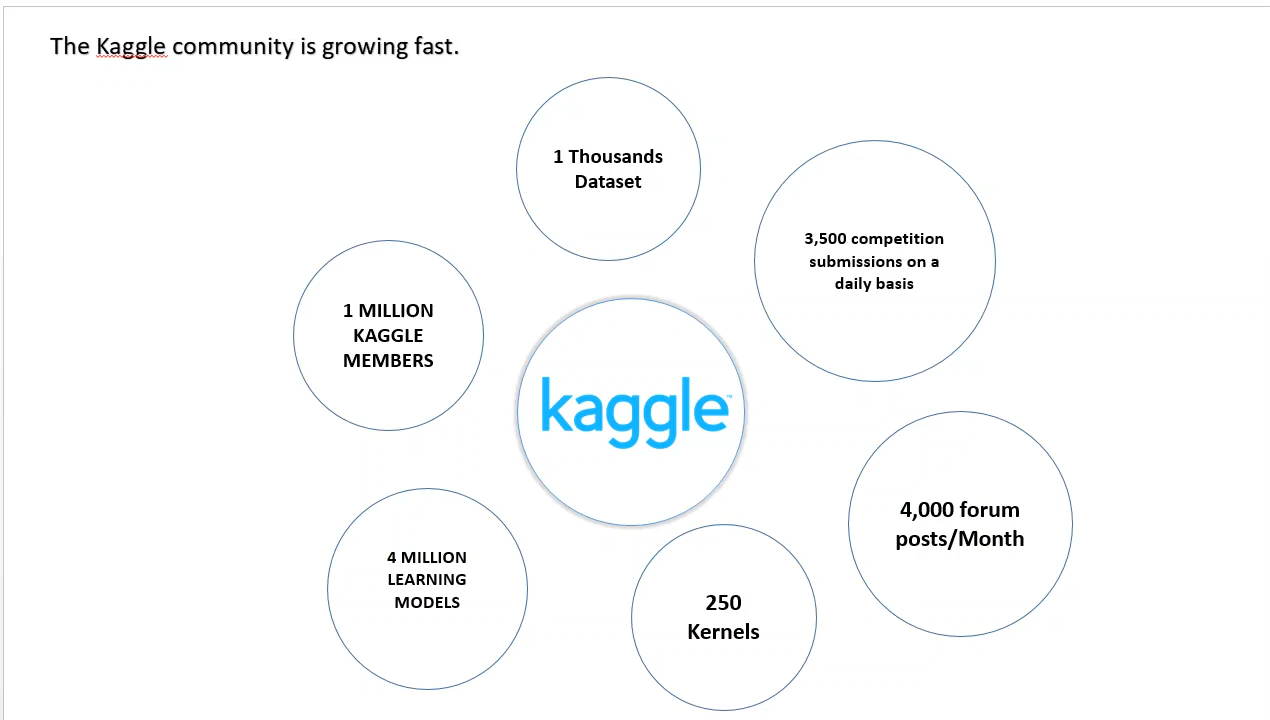 The Kaggle community is growing fast.
1 Thousands
Dataset
3,500 competition
submissions on a
daily basis
1 MILLION
KAGGLE
MEMBERS
kaggle™
4,000 forum
posts/Month
4 MILLION
LEARNING
MODELS
250
Kernels